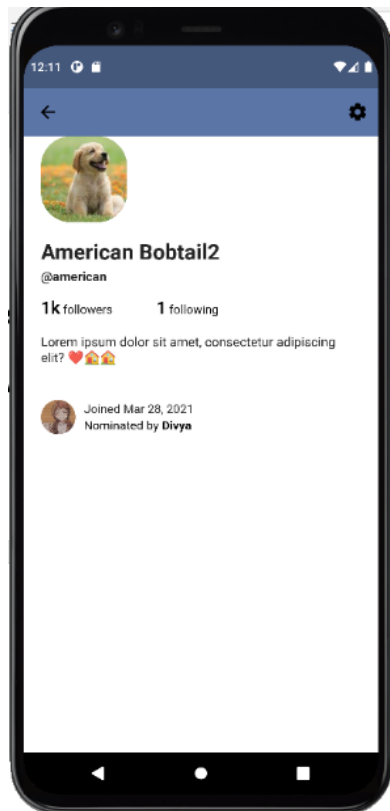 12:11
American Bobtail2
@american
1k followers 1 following
Lorem ipsum dolor sit amet, consectetur adipiscing
elit? ❤️🏠🏠
Joined Mar 28, 2021
Nominated by Divya